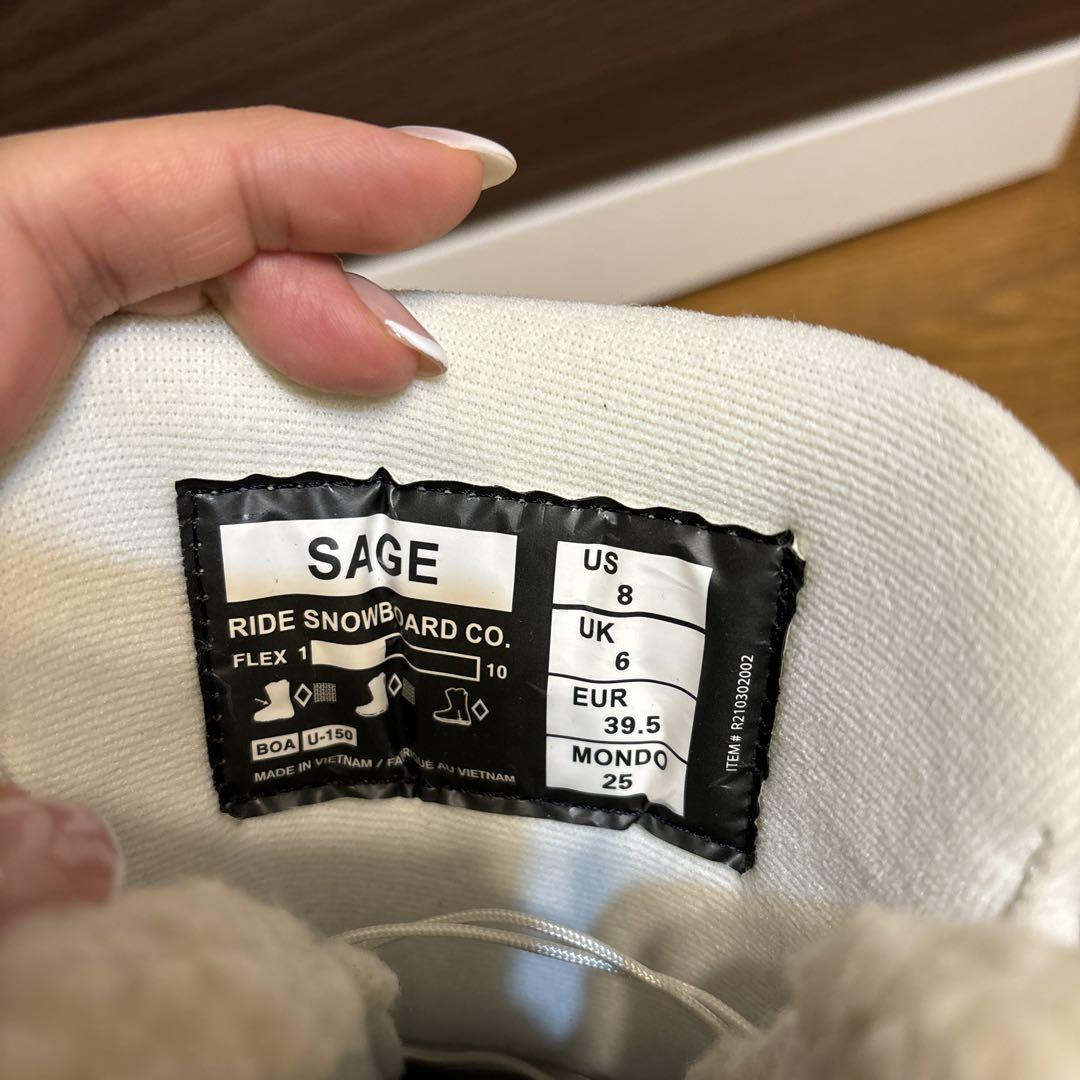 SAGE
RIDE SNOWBOARD CO.
FLEX 1 10
BOA U-150
MADE IN VIETNAM / FABRIQUÉ AU VIETNAM
US
8
UK
6
EUR
39.5
MONDO
25
ITEM# R210302002